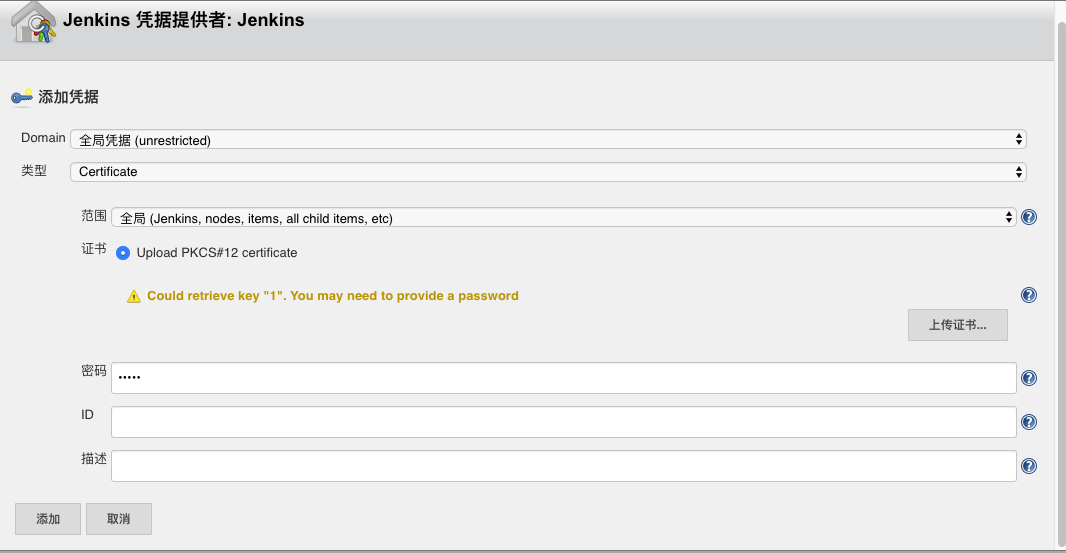 Jenkins 凭据提供者: Jenkins
添加凭据
Domain 全局凭据 (unrestricted)
类型 Certificate
范围 全局 (Jenkins, nodes, items, all child items, etc)
证书 Upload PKCS#12 certificate
Could retrieve key "1". You may need to provide a password
上传证书...
密码 •••••
ID
描述
添加 取消